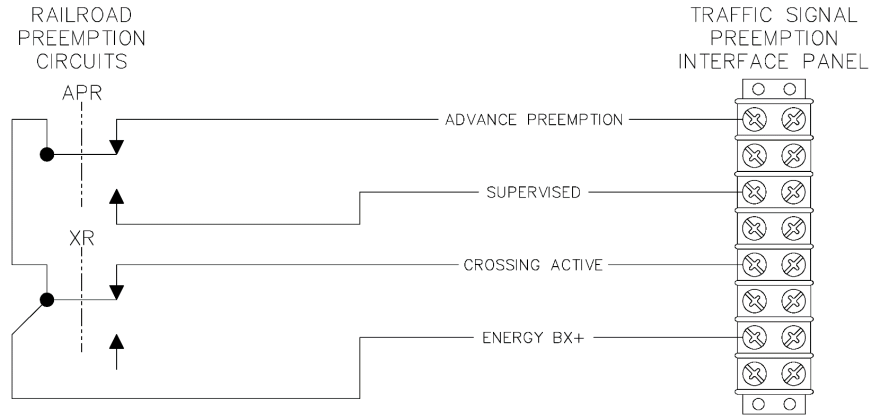 RAILROAD
PREEMPTION
CIRCUITS
TRAFFIC SIGNAL
PREEMPTION
INTERFACE PANEL
APR
ADVANCE PREEMPTION
SUPERVISED
XR
CROSSING ACTIVE
ENERGY BX+